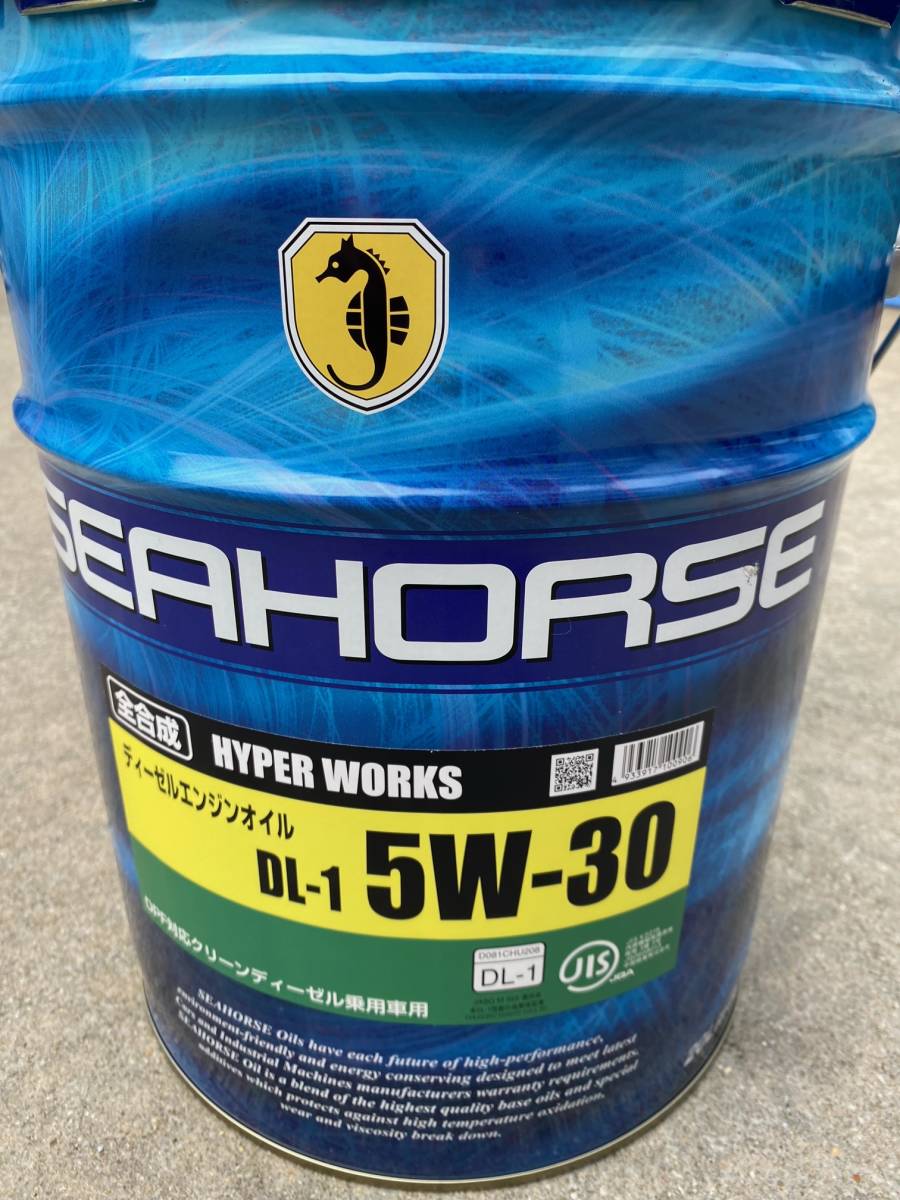 SEAHORSE
全合成
HYPER WORKS
4933917100906
ディーゼルエンジンオイル
DL-1 5W-30
DPF対応クリーンディーゼル乗用車用
D081CHU208
DL-1
JIS
JQA
SEAHORSE Oils have each future of high-performance,
environment-friendly and energy conserving designed to meet latest
Cars and Industrial Machines manufacturers warranty requirements.
SEAHORSE Oil is a blend of the highest quality base oils and special
additives which protects against high temperature oxidation,
wear and viscosity break down.